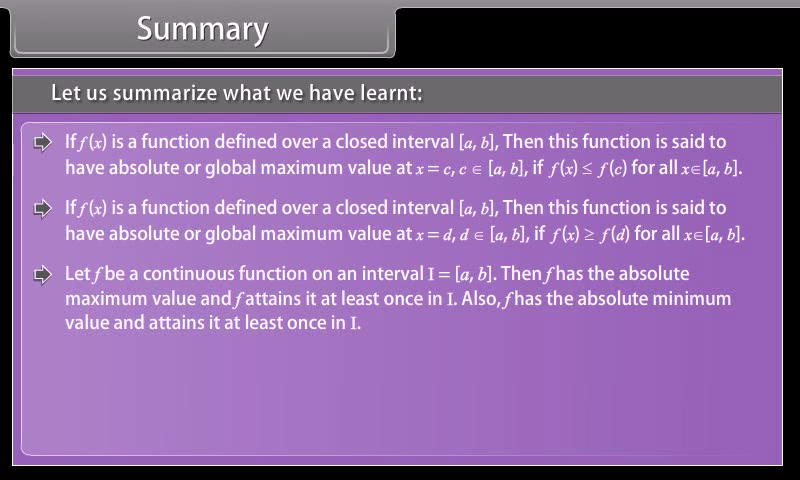 Summary
Let us summarize what we have learnt:
If f (x) is a function defined over a closed interval [a, b], Then this function is said to
have absolute or global maximum value at x = c, c ∈ [a, b], if f (x) ≤ f (c) for all x∈[a, b].
If f (x) is a function defined over a closed interval [a, b], Then this function is said to
have absolute or global maximum value at x = d, d ∈ [a, b], if f (x) ≥ f (d) for all x∈[a, b].
Let f be a continuous function on an interval I = [a, b]. Then f has the absolute
maximum value and f attains it at least once in I. Also, f has the absolute minimum
value and attains it at least once in I.